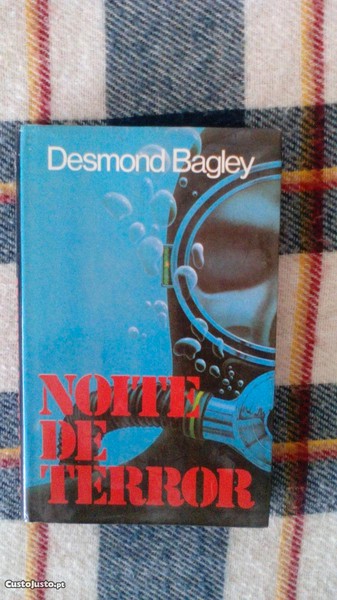 Desmond Bagley
NOITE
DE
TERROR
CustoJusto.pt